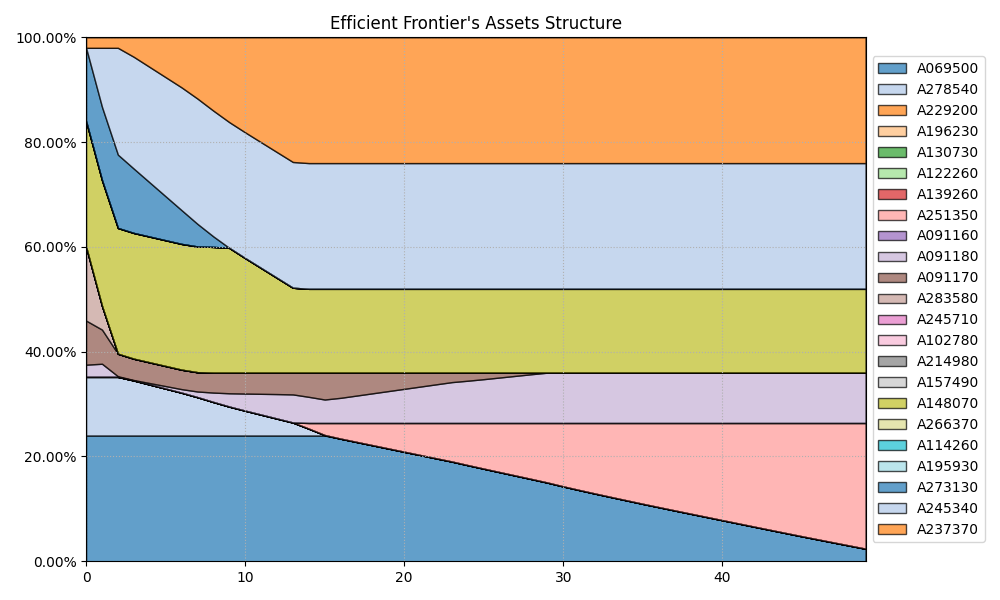 Efficient Frontier's Assets Structure
100.00%
80.00%
60.00%
40.00%
20.00%
0.00%
0
10
20
30
40
A069500
A278540
A229200
A196230
A130730
A122260
A139260
A251350
A091160
A091180
A091170
A283580
A245710
A102780
A214980
A157490
A148070
A266370
A114260
A195930
A273130
A245340
A237370